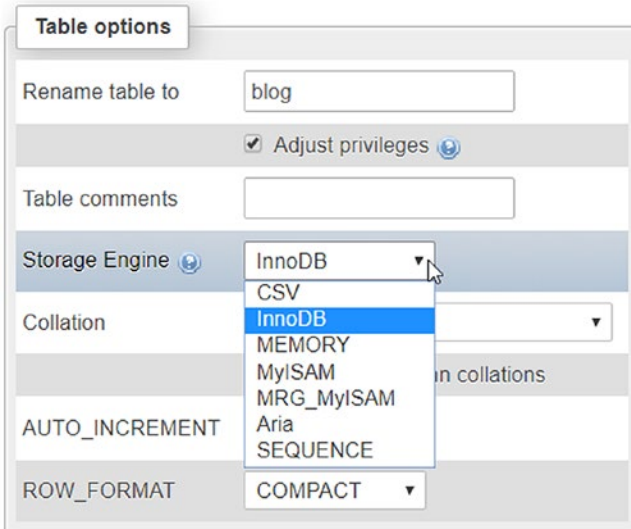 Table options
Rename table to
blog
Adjust privileges
Table comments
Storage Engine
InnoDB
CSV
InnoDB
MEMORY
MyISAM
MRG_MyISAM
Aria
SEQUENCE
Collation
collations
AUTO_INCREMENT
ROW_FORMAT
COMPACT